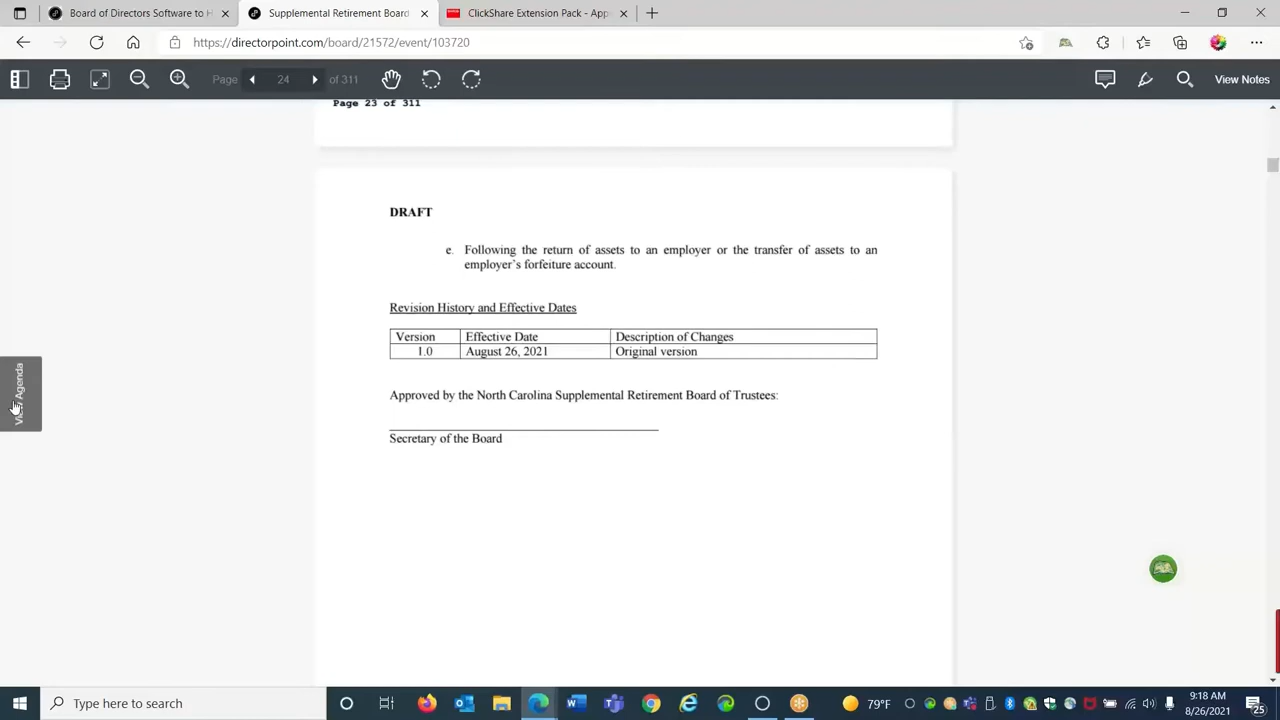 Board of Directors Software to H
Supplemental Retirement Board
ClickShare Extension Pack - App
https://directorpoint.com/board/21572/event/103720
Page 24 of 311
View Notes
Page 23 of 311
DRAFT
e. Following the return of assets to an employer or the transfer of assets to an
employer's forfeiture account.
Revision History and Effective Dates
Version Effective Date Description of Changes
1.0 August 26, 2021 Original version
Approved by the North Carolina Supplemental Retirement Board of Trustees:
Secretary of the Board
View Agenda
Type here to search
79°F
9:18 AM
8/26/2021
25